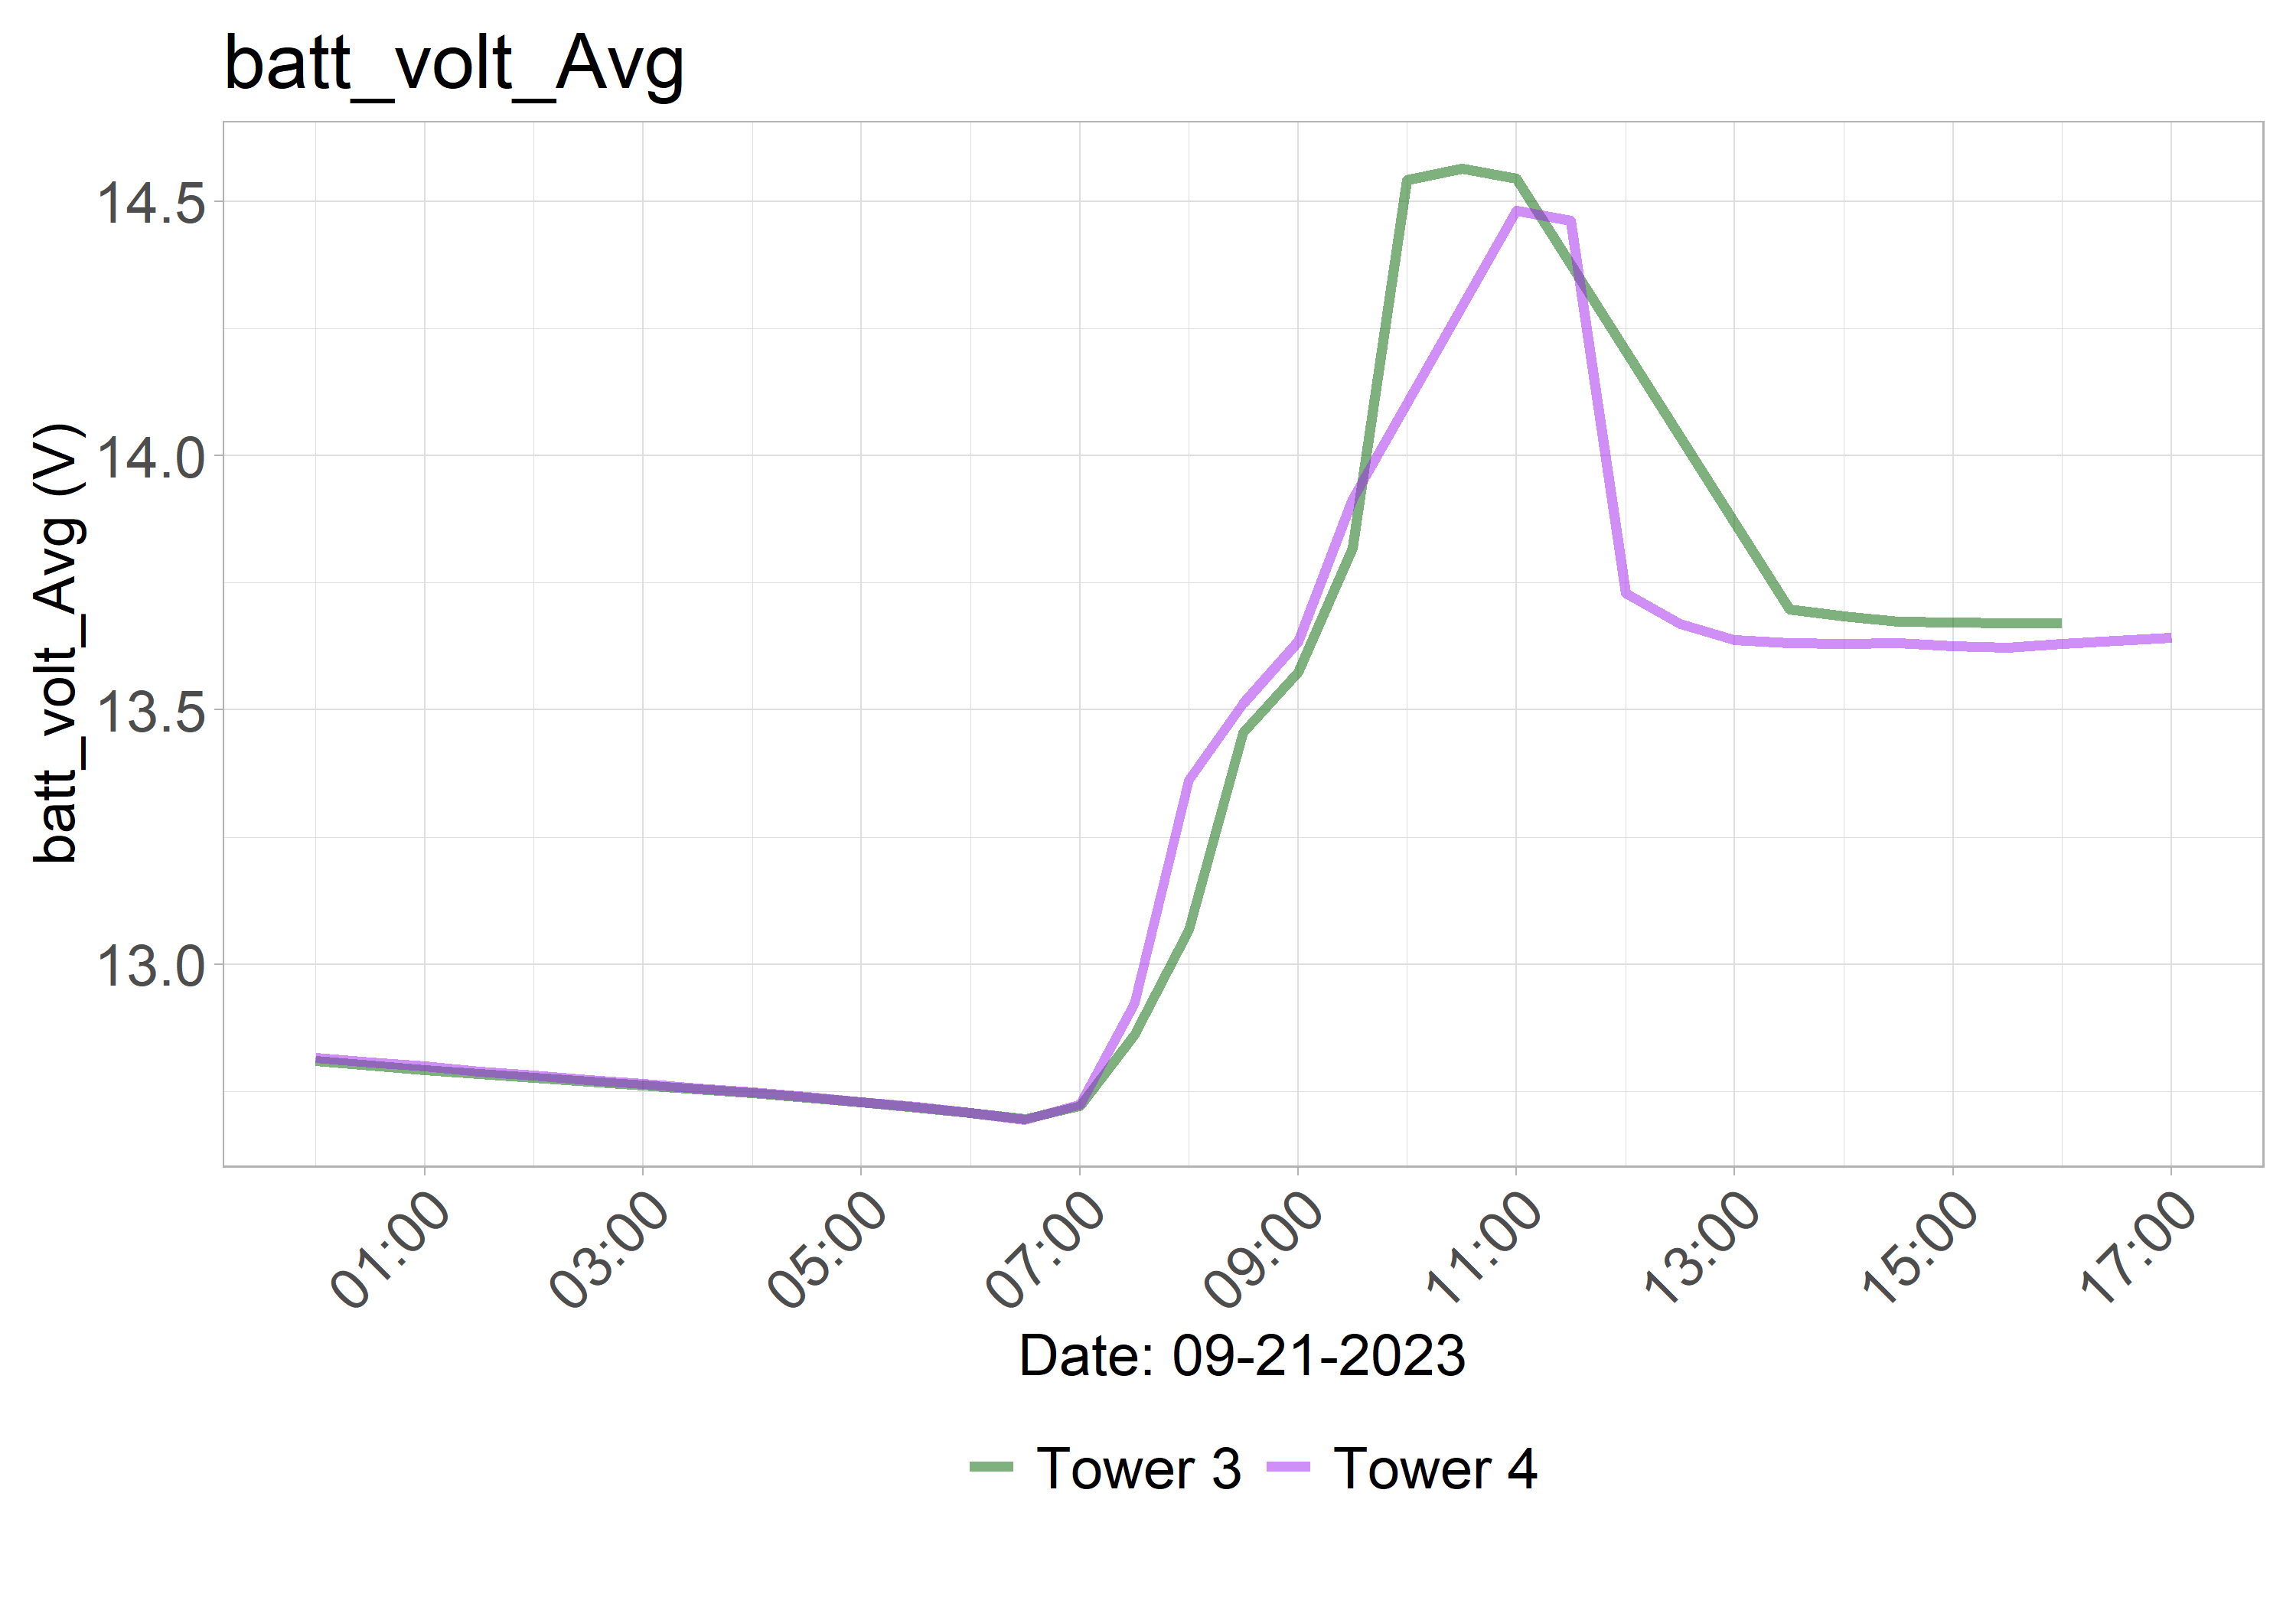 batt_volt_Avg
batt_volt_Avg (V)
14.5
14.0
13.5
13.0
01:00
03:00
05:00
07:00
09:00
11:00
13:00
15:00
17:00
Date: 09-21-2023
Tower 3
Tower 4